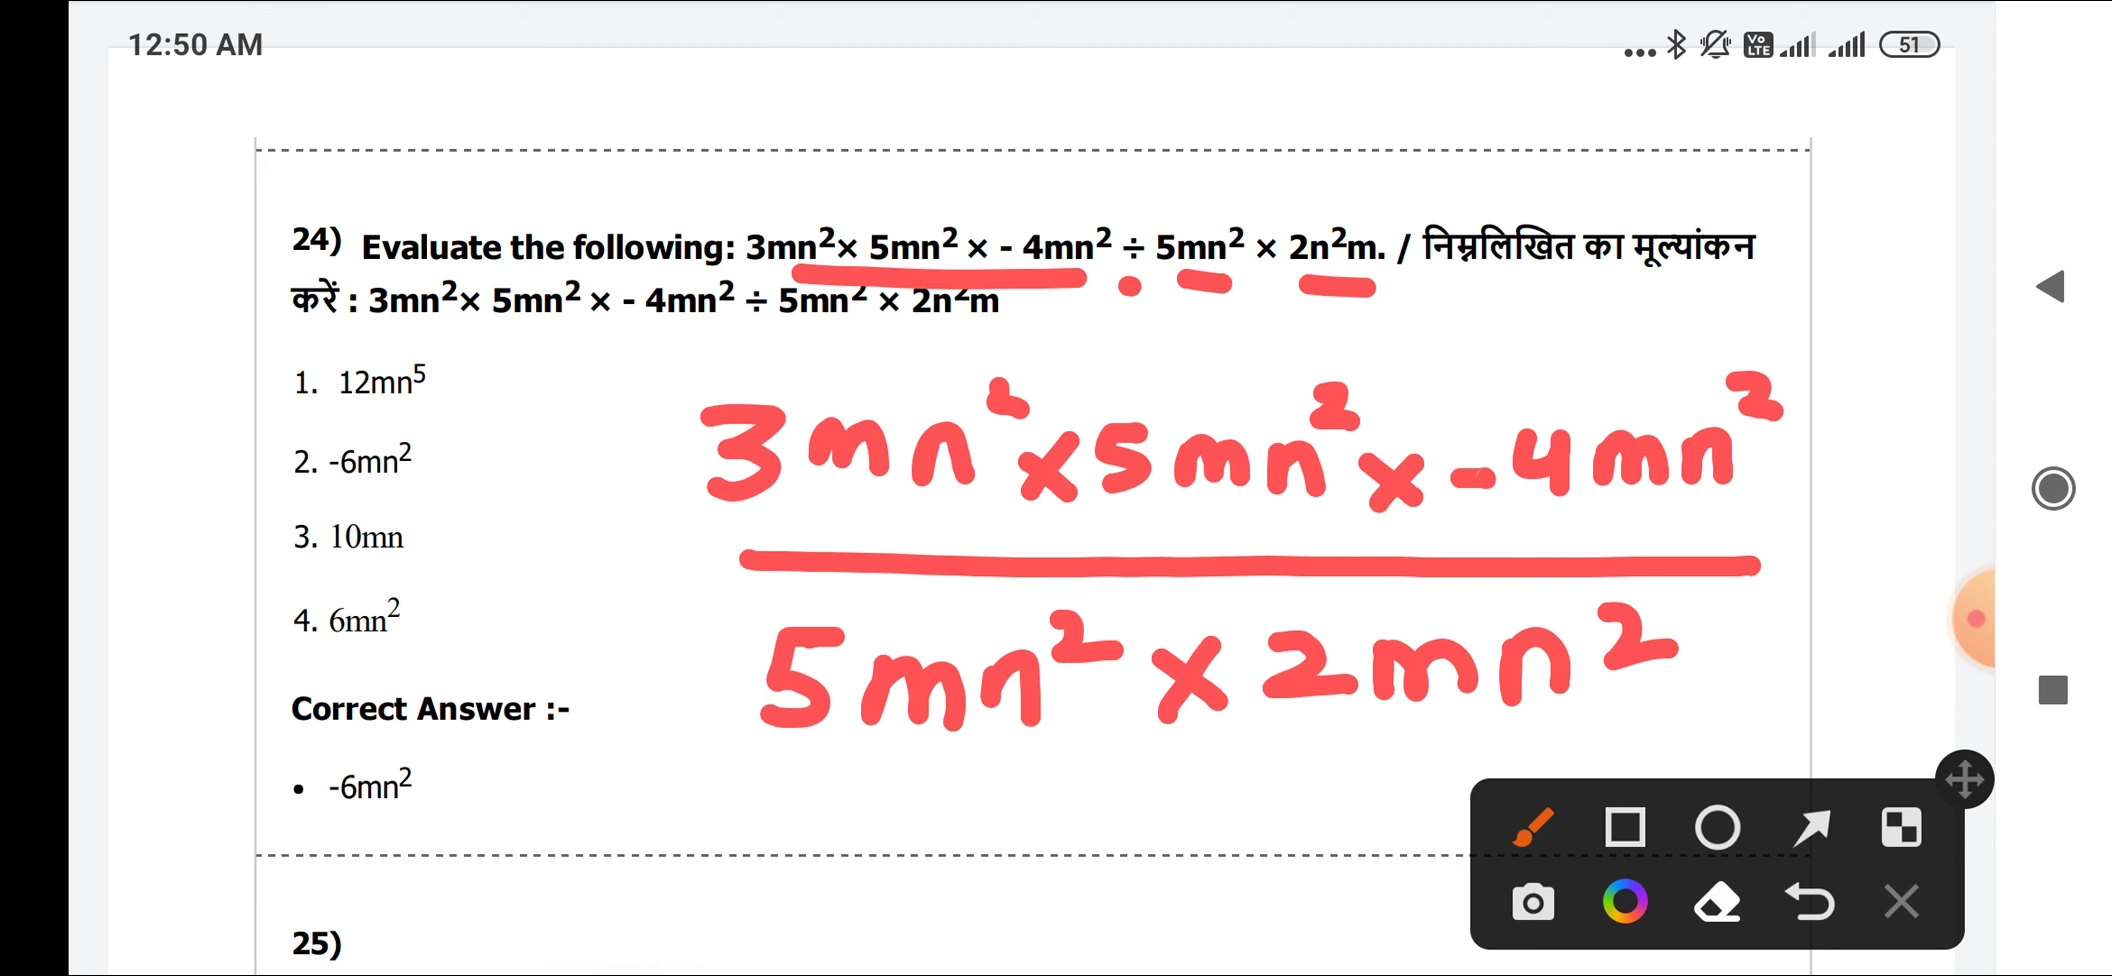 12:50 AM
Vo LTE 51
24) Evaluate the following: 3mn²× 5mn² × - 4mn² ÷ 5mn² × 2n²m. / निम्नलिखित का मूल्यांकन
करें : 3mn²× 5mn² × - 4mn² ÷ 5mn² × 2n²m
1. 12mn⁵
2. -6mn²
3. 10mn
4. 6mn²
3mn²×5mn²×-4mn²
5mn²×2mn²
Correct Answer :-
• -6mn²
25)